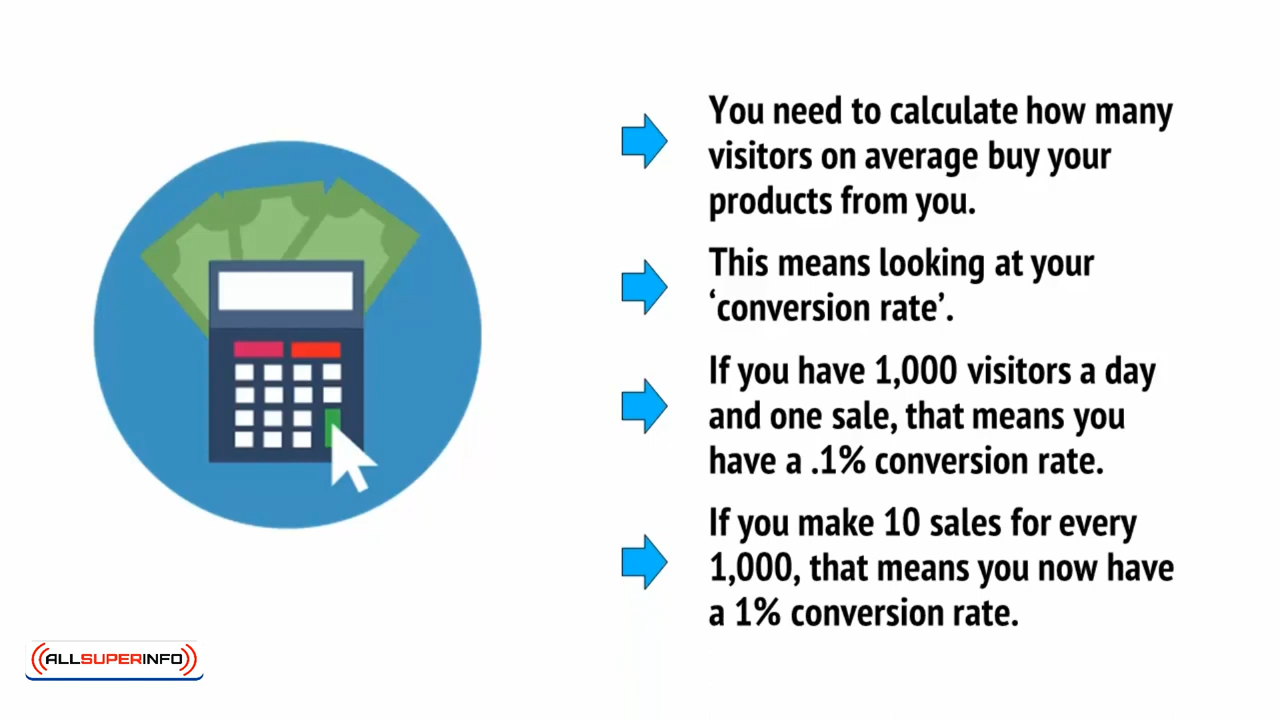 You need to calculate how many
visitors on average buy your
products from you.
This means looking at your
‘conversion rate’.
If you have 1,000 visitors a day
and one sale, that means you
have a .1% conversion rate.
If you make 10 sales for every
1,000, that means you now have
a 1% conversion rate.
ALLSUPERINFO